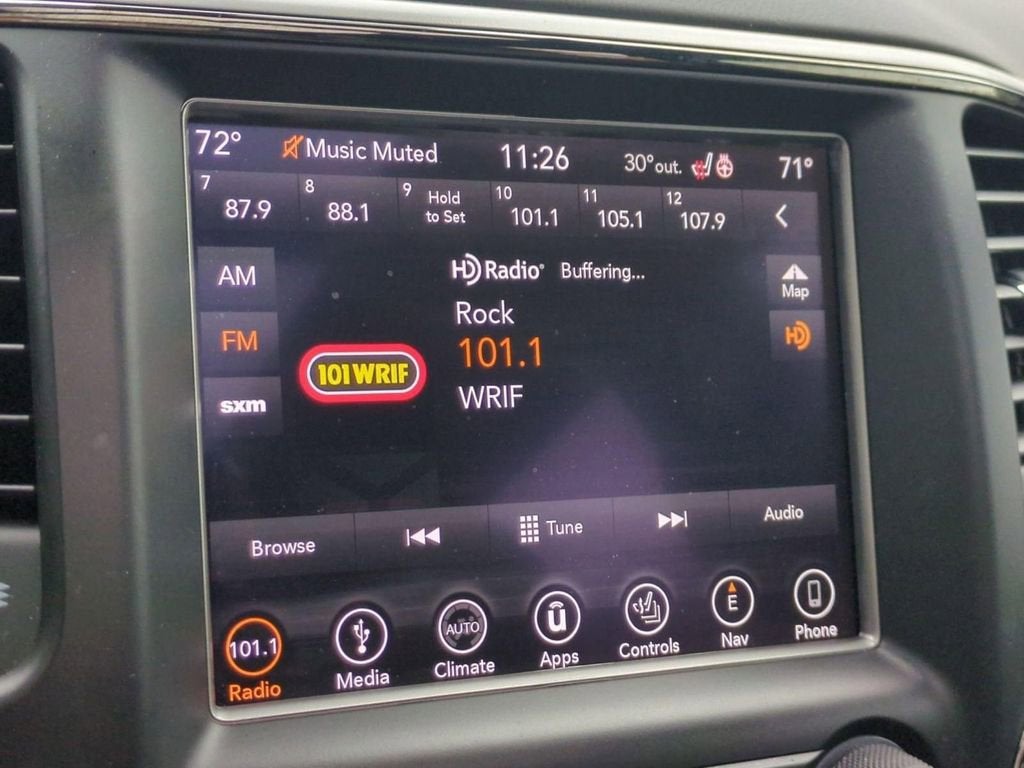 72° Music Muted 11:26 30°out. 71°
7 87.9 8 88.1 9 Hold to Set 10 101.1 11 105.1 12 107.9
HD Radio® Buffering...
AM
Map
Rock
FM
101.1
HD
101 WRIF
WRIF
sxm
Browse Tune Audio
101.1 AUTO u E
Radio Media Climate Apps Controls Nav Phone